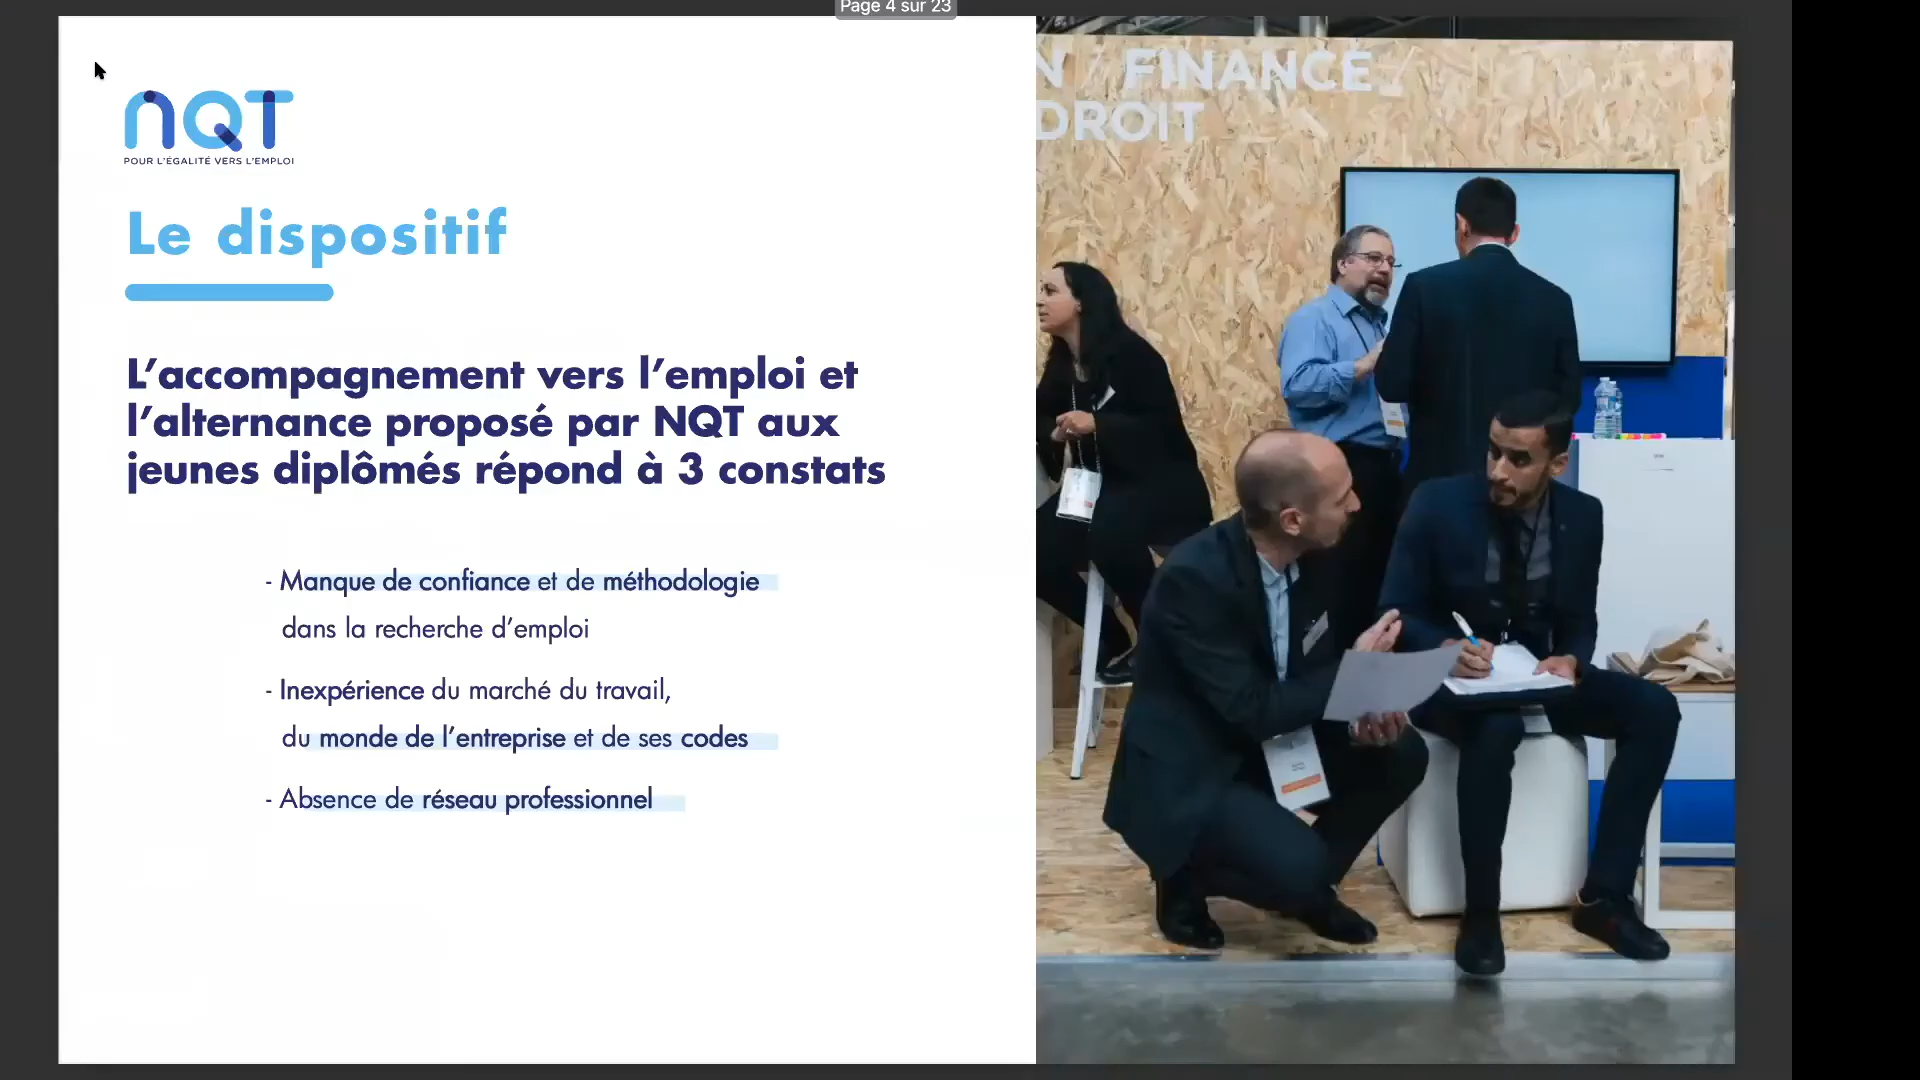 Page 4 sur 23
nQT
POUR L'ÉGALITÉ VERS L'EMPLOI
Le dispositif
L'accompagnement vers l'emploi et
l'alternance proposé par NQT aux
jeunes diplômés répond à 3 constats
- Manque de confiance et de méthodologie
dans la recherche d'emploi
- Inexpérience du marché du travail,
du monde de l'entreprise et de ses codes
- Absence de réseau professionnel
N / FINANCE /
DROIT